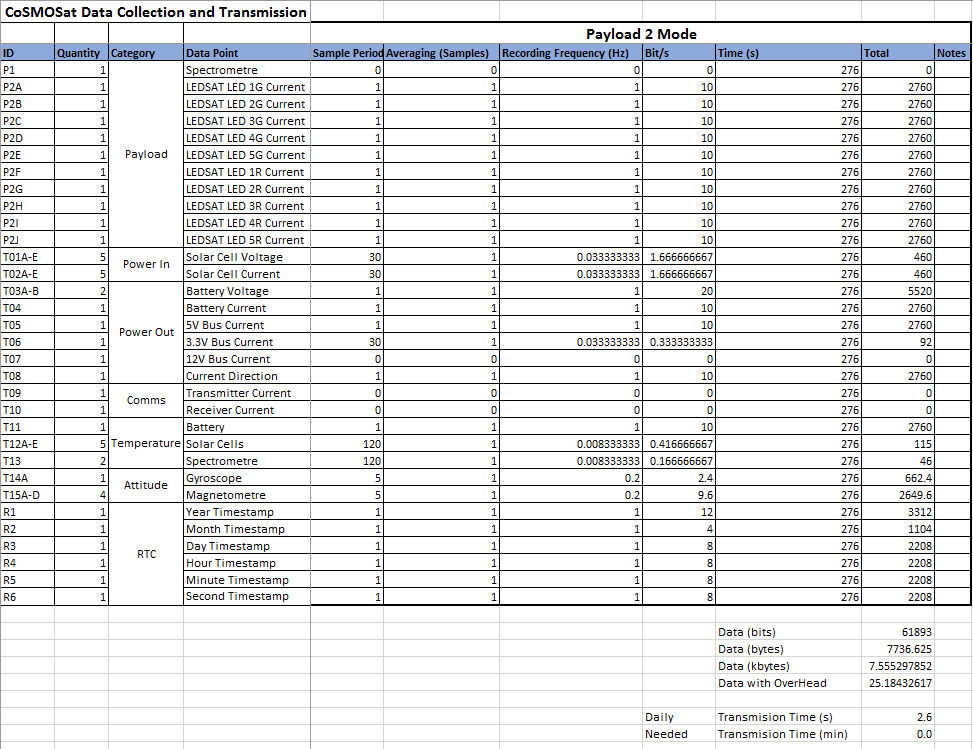 CoSMOSat Data Collection and Transmission
Payload 2 Mode
ID Quantity Category Data Point Sample Period Averaging (Samples) Recording Frequency (Hz) Bit/s Time (s) Total Notes
P1 1 Spectrometre 0 0 0 0 276 0
P2A 1 LEDSAT LED 1G Current 1 1 1 10 276 2760
P2B 1 LEDSAT LED 2G Current 1 1 1 10 276 2760
P2C 1 LEDSAT LED 3G Current 1 1 1 10 276 2760
P2D 1 LEDSAT LED 4G Current 1 1 1 10 276 2760
P2E 1 Payload LEDSAT LED 5G Current 1 1 1 10 276 2760
P2F 1 LEDSAT LED 1R Current 1 1 1 10 276 2760
P2G 1 LEDSAT LED 2R Current 1 1 1 10 276 2760
P2H 1 LEDSAT LED 3R Current 1 1 1 10 276 2760
P2I 1 LEDSAT LED 4R Current 1 1 1 10 276 2760
P2J 1 LEDSAT LED 5R Current 1 1 1 10 276 2760
T01A-E 5 Power In Solar Cell Voltage 30 1 0.033333333 1.666666667 276 460
T02A-E 5 Solar Cell Current 30 1 0.033333333 1.666666667 276 460
T03A-B 2 Battery Voltage 1 1 1 20 276 5520
T04 1 Battery Current 1 1 1 10 276 2760
T05 1 Power Out 5V Bus Current 1 1 1 10 276 2760
T06 1 3.3V Bus Current 30 1 0.033333333 0.333333333 276 92
T07 1 12V Bus Current 0 0 0 0 276 0
T08 1 Current Direction 1 1 1 10 276 2760
T09 1 Comms Transmitter Current 0 0 0 0 276 0
T10 1 Receiver Current 0 0 0 0 276 0
T11 1 Battery 1 1 1 10 276 2760
T12A-E 5 Temperature Solar Cells 120 1 0.008333333 0.416666667 276 115
T13 2 Spectrometre 120 1 0.008333333 0.166666667 276 46
T14A 1 Attitude Gyroscope 5 1 0.2 2.4 276 662.4
T15A-D 4 Magnetometre 5 1 0.2 9.6 276 2649.6
R1 1 Year Timestamp 1 1 1 12 276 3312
R2 1 Month Timestamp 1 1 1 4 276 1104
R3 1 RTC Day Timestamp 1 1 1 8 276 2208
R4 1 Hour Timestamp 1 1 1 8 276 2208
R5 1 Minute Timestamp 1 1 1 8 276 2208
R6 1 Second Timestamp 1 1 1 8 276 2208
Data (bits) 61893
Data (bytes) 7736.625
Data (kbytes) 7.555297852
Data with OverHead 25.18432617
Daily Transmision Time (s) 2.6
Needed Transmision Time (min) 0.0